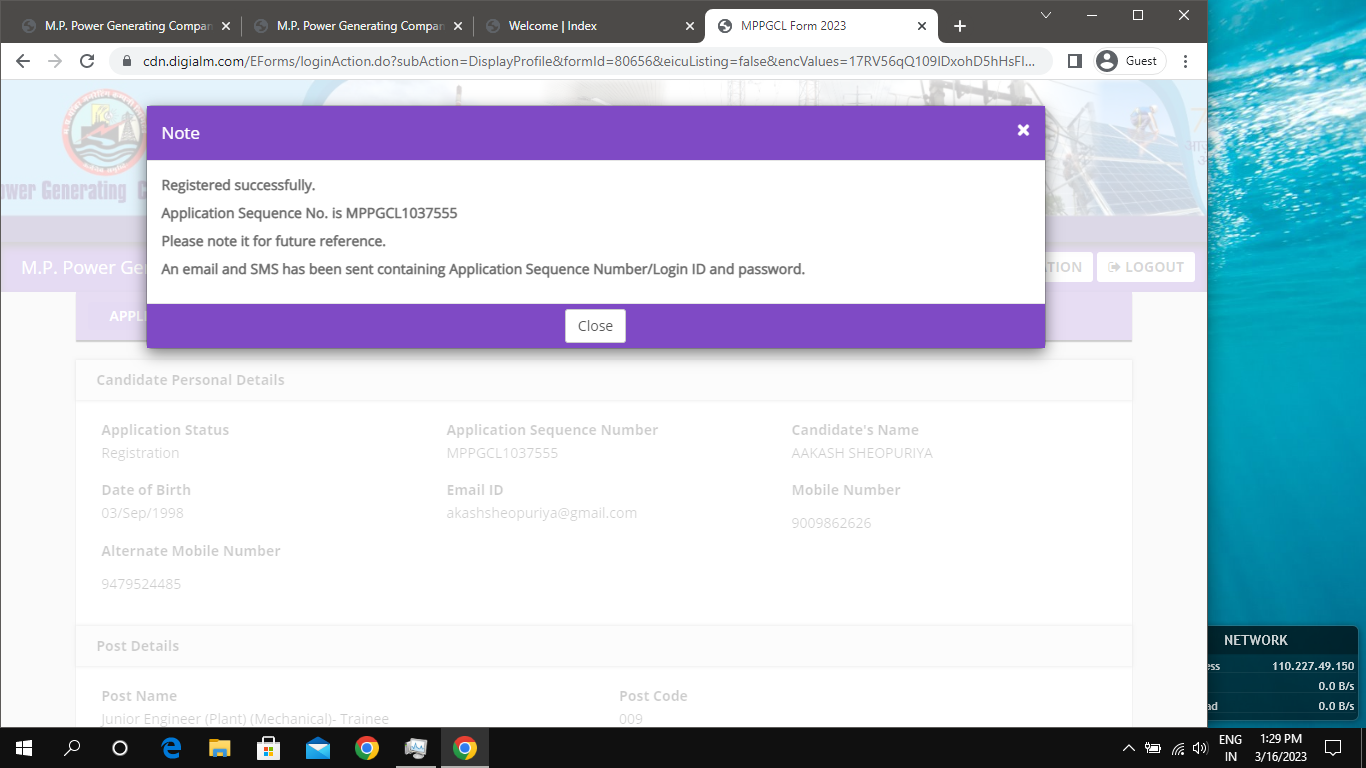 M.P. Power Generating Compan
M.P. Power Generating Compan
Welcome | Index
MPPGCL Form 2023
cdn.digialm.com/EForms/loginAction.do?subAction=DisplayProfile&formId=80656&eicuListing=false&encValues=17RV56qQ109IDxohD5hHsFI...
Guest
ower Generating C
Note
Registered successfully.
Application Sequence No. is MPPGCL1037555
Please note it for future reference.
An email and SMS has been sent containing Application Sequence Number/Login ID and password.
Close
M.P. Power Ge
TION
LOGOUT
APPLI
Candidate Personal Details
Application Status
Application Sequence Number
Candidate's Name
Registration
MPPGCL1037555
AAKASH SHEOPURIYA
Date of Birth
Email ID
Mobile Number
03/Sep/1998
akashsheopuriya@gmail.com
9009862626
Alternate Mobile Number
9479524485
Post Details
Post Name
Post Code
Junior Engineer (Plant) (Mechanical)- Trainee
009
NETWORK
ess
110.227.49.150
0.0 B/s
ad
0.0 B/s
ENG
IN
1:29 PM
3/16/2023